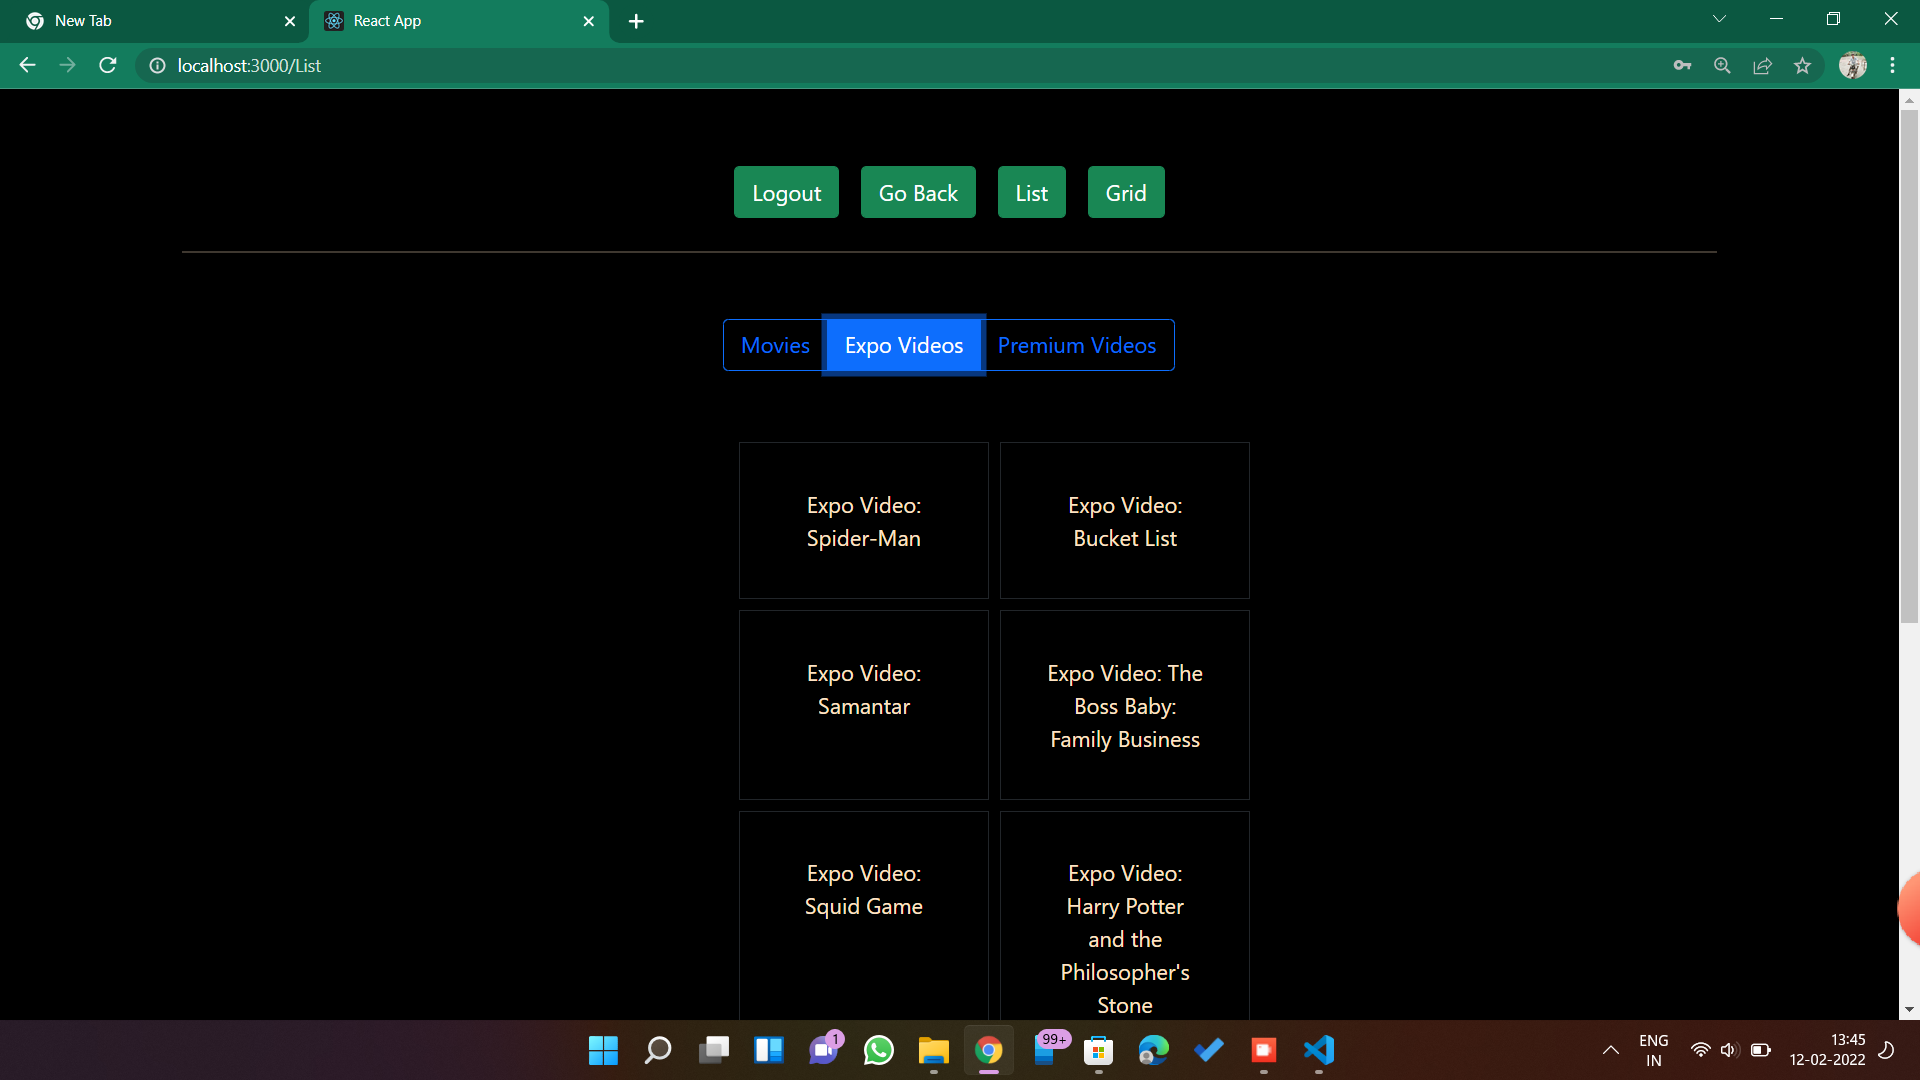 New Tab
React App
localhost:3000/List
Logout
Go Back
List
Grid
Movies
Expo Videos
Premium Videos
Expo Video:
Spider-Man
Expo Video:
Bucket List
Expo Video:
Samantar
Expo Video: The
Boss Baby:
Family Business
Expo Video:
Squid Game
Expo Video:
Harry Potter
and the
Philosopher's
Stone
1
99+
ENG
IN
13:45
12-02-2022